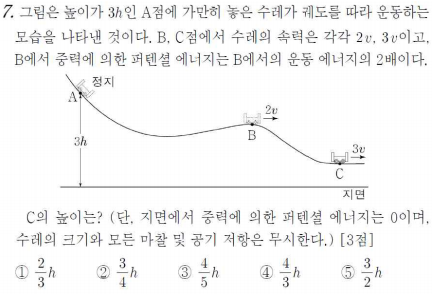 7. 그림은 높이가 3h인 A점에 가만히 놓은 수레가 궤도를 따라 운동하는
모습을 나타낸 것이다. B, C점에서 수레의 속력은 각각 2v, 3v이고,
B에서 중력에 의한 퍼텐셜 에너지는 B에서의 운동 에너지의 2배이다.
정지
A
2v
B
3h
3v
C
지면
C의 높이는? (단, 지면에서 중력에 의한 퍼텐셜 에너지는 0이며,
수레의 크기와 모든 마찰 및 공기 저항은 무시한다.) [3점]
① 2/3 h ② 3/4 h ③ 4/5 h ④ 4/3 h ⑤ 3/2 h